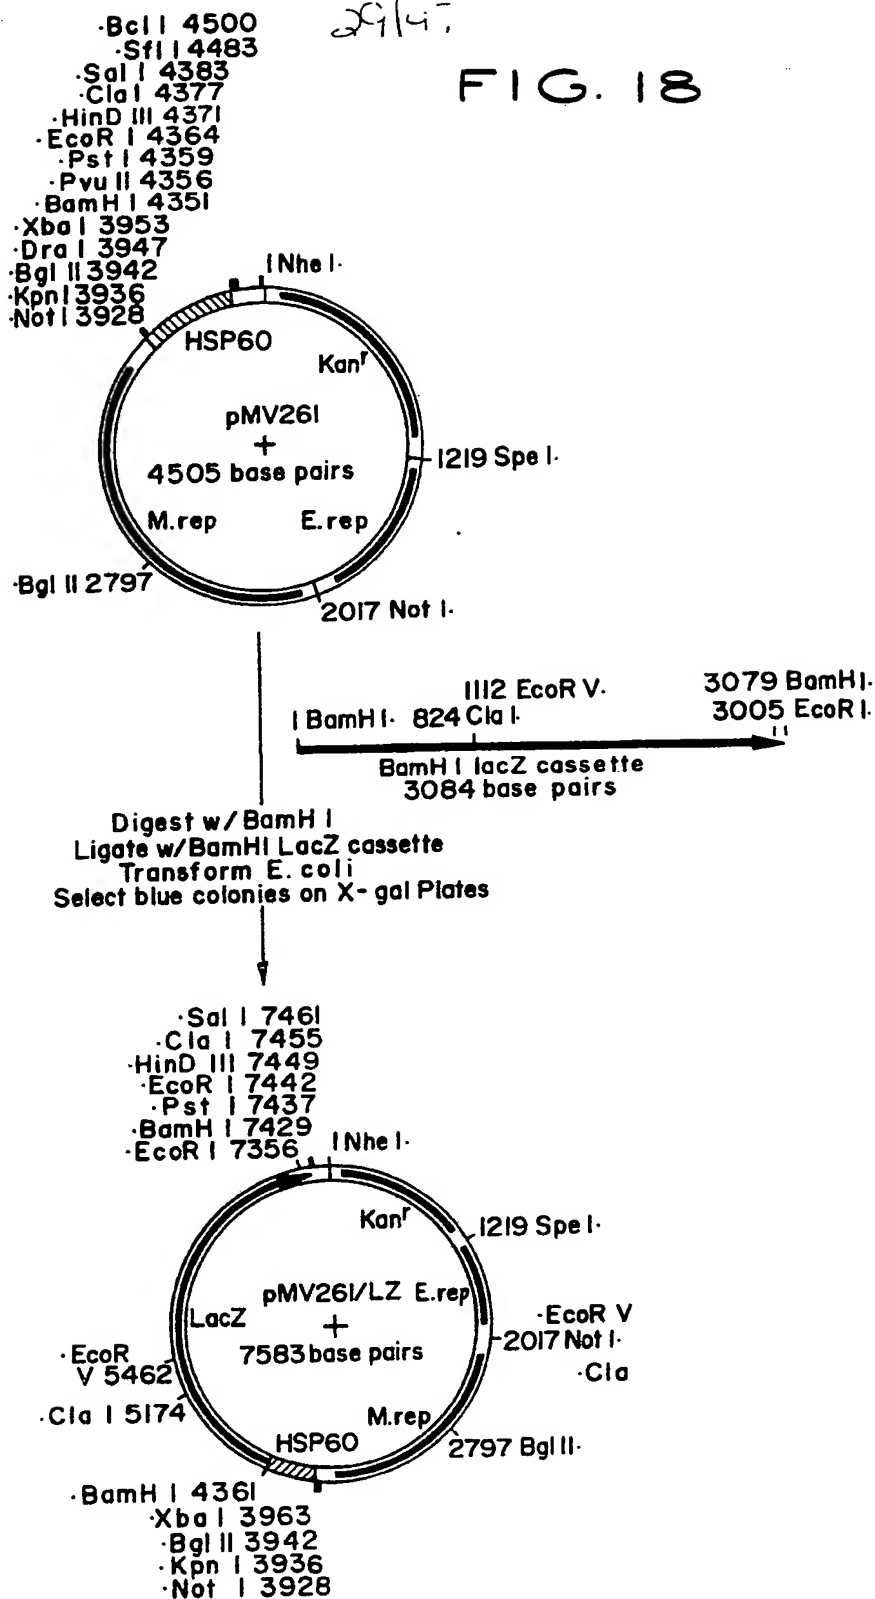 ·Bcl I 4500
·SfI I 4483
·Sal I 4383
·Cla I 4377
·HinD III 4371
·EcoR I 4364
·Pst I 4359
·Pvu II 4356
·BamH I 4351
·Xba I 3953
·Dra I 3947
·Bgl II 3942
·Kpn I 3936
·Not I 3928
FIG. 18
I Nhe I·
HSP60
Kanʳ
pMV261
+
4505 base pairs
1219 Spe I·
M.rep
E.rep
·Bgl II 2797
2017 Not I·
1112 EcoR V·
3079 BamH I·
I BamH I· 824 Cla I·
3005 EcoR I·
BamH I lacZ cassette
3084 base pairs
Digest w/ BamH I
Ligate w/BamHI LacZ cassette
Transform E. coli
Select blue colonies on X-gal Plates
·Sal I 7461
·Cla I 7455
·HinD III 7449
·EcoR I 7442
·Pst I 7437
·BamH I 7429
·EcoR I 7356
I Nhe I·
Kanʳ
1219 Spe I·
pMV261/LZ
E.rep
LacZ
+
7583 base pairs
·EcoR V
2017 Not I·
·Cla
·EcoR
V 5462
·Cla I 5174
M.rep
HSP60
2797 Bgl II·
·BamH I 4361
·Xba I 3963
·Bgl II 3942
·Kpn I 3936
·Not I 3928